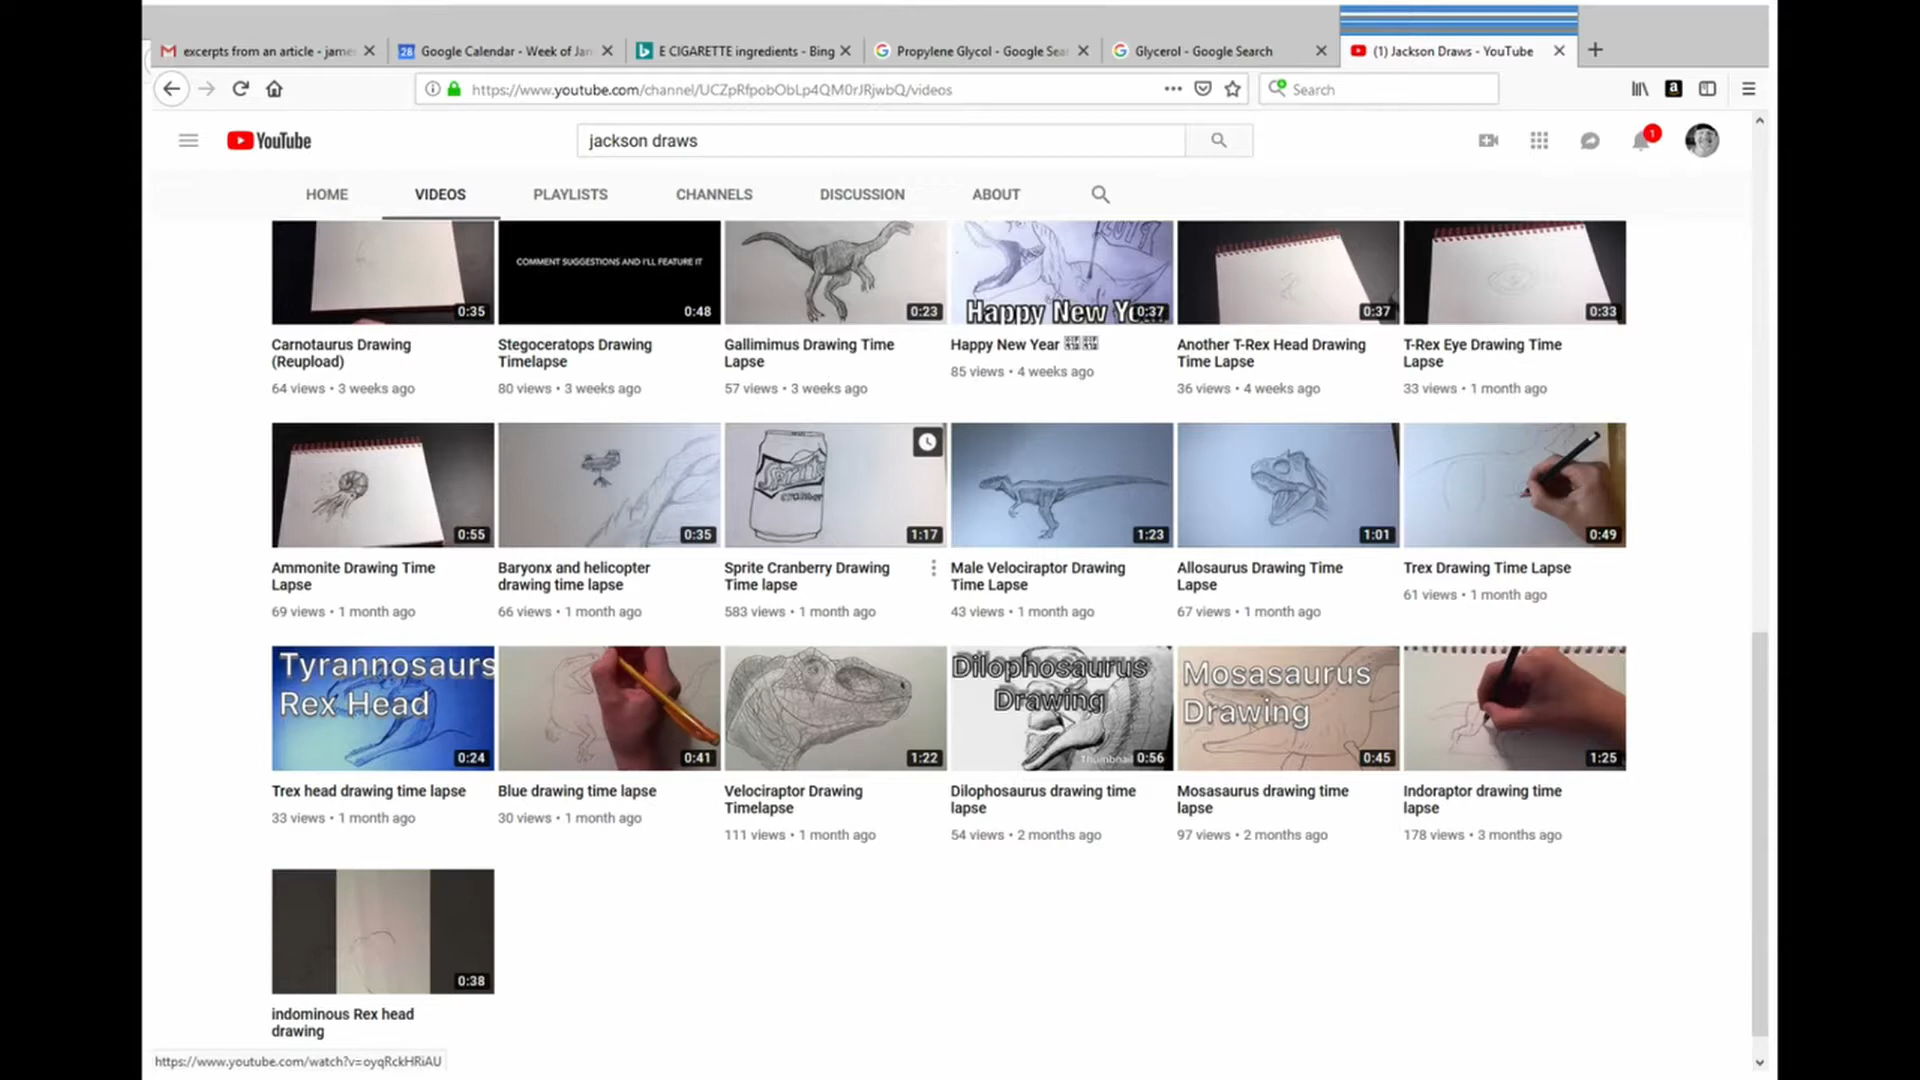 excerpts from an article - jame
28 Google Calendar - Week of Jan
E CIGARETTE ingredients - Bing
Propylene Glycol - Google Sea
Glycerol - Google Search
(1) Jackson Draws - YouTube
https://www.youtube.com/channel/UCZpRfpobObLp4QM0rJRjwbQ/videos
Search
YouTube
jackson draws
1
HOME VIDEOS PLAYLISTS CHANNELS DISCUSSION ABOUT
COMMENT SUGGESTIONS AND I'LL FEATURE IT
Happy New Ye
0:35 0:48 0:23 0:37 0:37 0:33
Carnotaurus Drawing
(Reupload)
64 views • 3 weeks ago
Stegoceratops Drawing
Timelapse
80 views • 3 weeks ago
Gallimimus Drawing Time
Lapse
57 views • 3 weeks ago
Happy New Year
85 views • 4 weeks ago
Another T-Rex Head Drawing
Time Lapse
36 views • 4 weeks ago
T-Rex Eye Drawing Time
Lapse
33 views • 1 month ago
Sprite
0:55 0:35 1:17 1:23 1:01 0:49
Ammonite Drawing Time
Lapse
69 views • 1 month ago
Baryonx and helicopter
drawing time lapse
66 views • 1 month ago
Sprite Cranberry Drawing
Time lapse
583 views • 1 month ago
Male Velociraptor Drawing
Time Lapse
43 views • 1 month ago
Allosaurus Drawing Time
Lapse
67 views • 1 month ago
Trex Drawing Time Lapse
61 views • 1 month ago
Tyrannosaurs
Rex Head
Dilophosaurus
Drawing
Thumbnail
Mosasaurus
Drawing
0:24 0:41 1:22 0:56 0:45 1:25
Trex head drawing time lapse
33 views • 1 month ago
Blue drawing time lapse
30 views • 1 month ago
Velociraptor Drawing
Timelapse
111 views • 1 month ago
Dilophosaurus drawing time
lapse
54 views • 2 months ago
Mosasaurus drawing time
lapse
97 views • 2 months ago
Indoraptor drawing time
lapse
178 views • 3 months ago
0:38
indominous Rex head
drawing
https://www.youtube.com/watch?v=oyqRckHRiAU